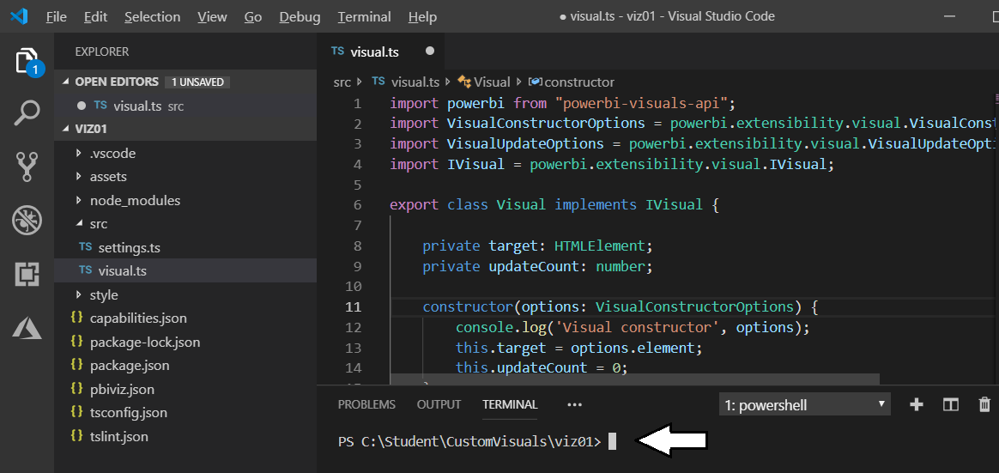 File Edit Selection View Go Debug Terminal Help ● visual.ts - viz01 - Visual Studio Code
EXPLORER
OPEN EDITORS 1 UNSAVED
TS visual.ts src
VIZ01
.vscode
assets
node_modules
src
TS settings.ts
TS visual.ts
style
{} capabilities.json
{} package-lock.json
{} package.json
{} pbiviz.json
{} tsconfig.json
{} tslint.json
1
TS visual.ts
src TS visual.ts Visual constructor
1 import powerbi from "powerbi-visuals-api";
2 import VisualConstructorOptions = powerbi.extensibility.visual.VisualConst
3 import VisualUpdateOptions = powerbi.extensibility.visual.VisualUpdateOpti
4 import IVisual = powerbi.extensibility.visual.IVisual;
5
6 export class Visual implements IVisual {
7
8 private target: HTMLElement;
9 private updateCount: number;
10
11 constructor(options: VisualConstructorOptions) {
12 console.log('Visual constructor', options);
13 this.target = options.element;
14 this.updateCount = 0;
PROBLEMS OUTPUT TERMINAL ••• 1: powershell
PS C:\Student\CustomVisuals\viz01>